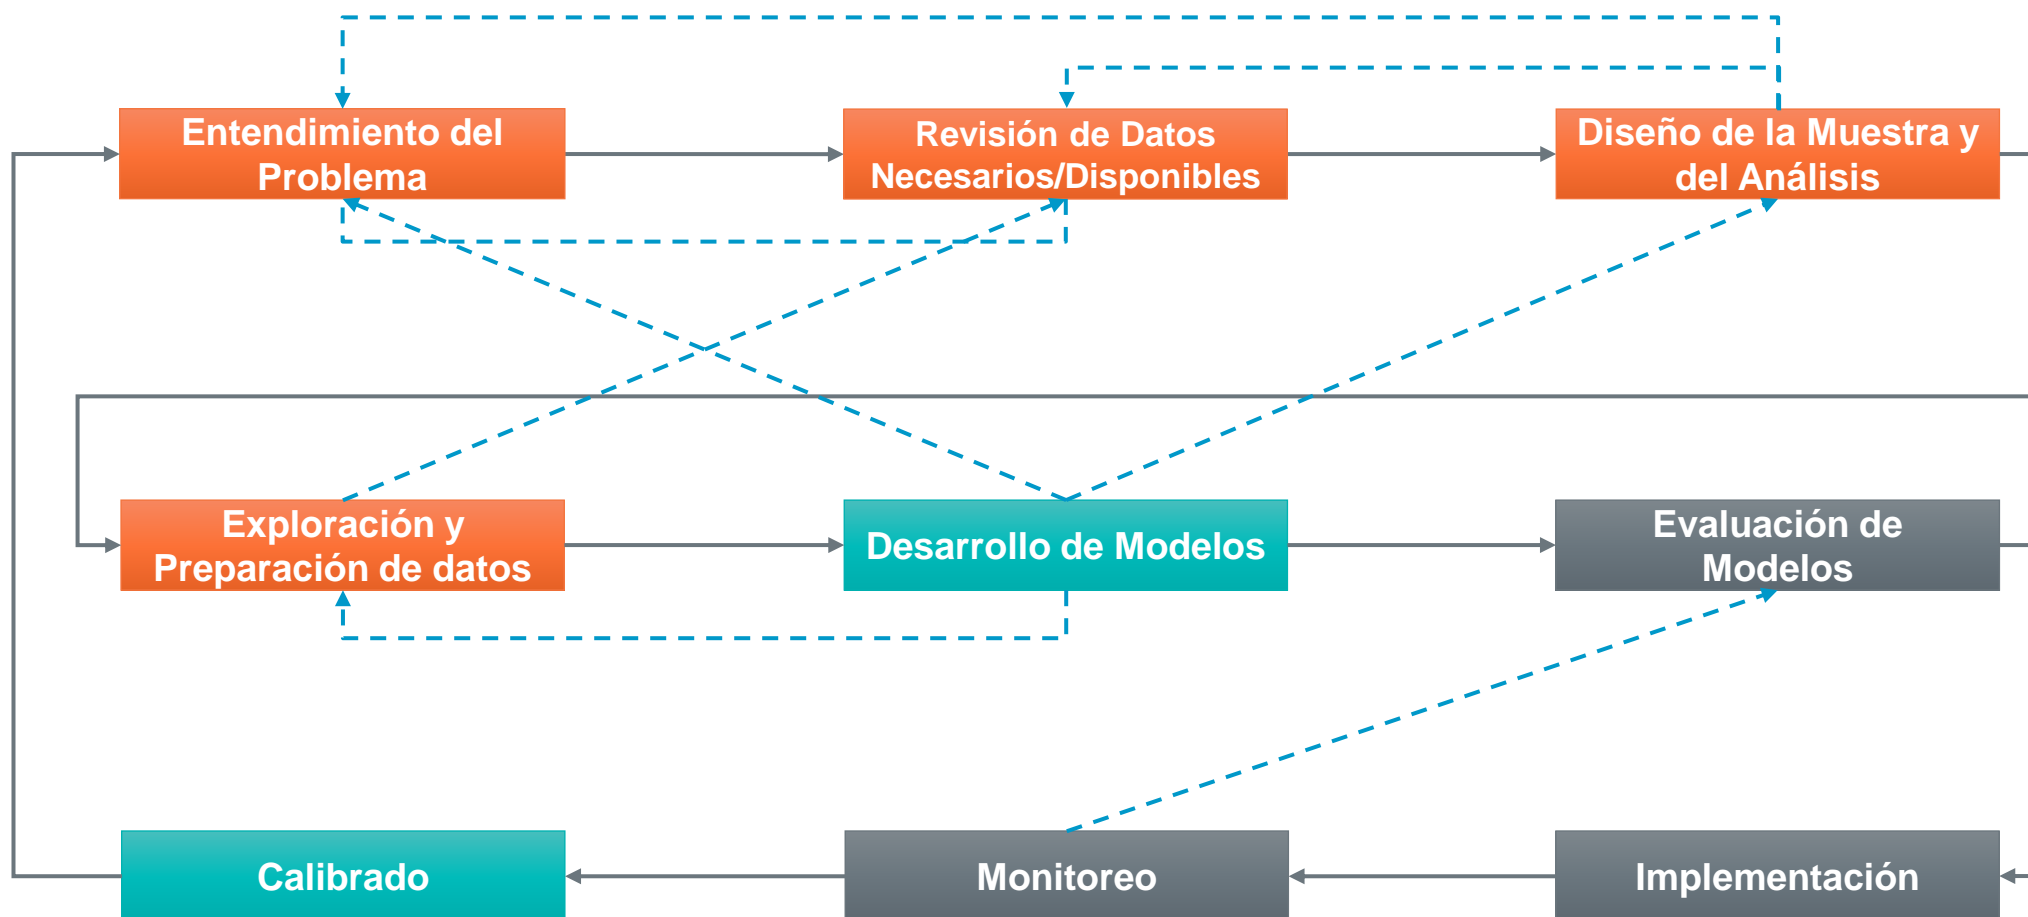 Entendimiento del
Problema
Revisión de Datos
Necesarios/Disponibles
Diseño de la Muestra y
del Análisis
Exploración y
Preparación de datos
Desarrollo de Modelos
Evaluación de
Modelos
Calibrado
Monitoreo
Implementación